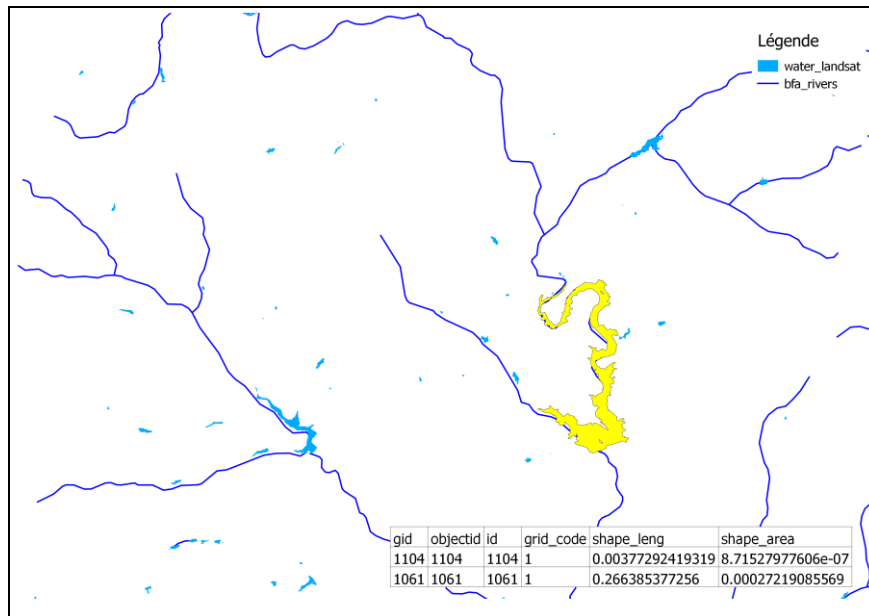 Légende
water_landsat
bfa_rivers
gid objectid id grid_code shape_leng shape_area
1104 1104 1104 1 0.00377292419319 8.71527977606e-07
1061 1061 1061 1 0.266385377256 0.00027219085569